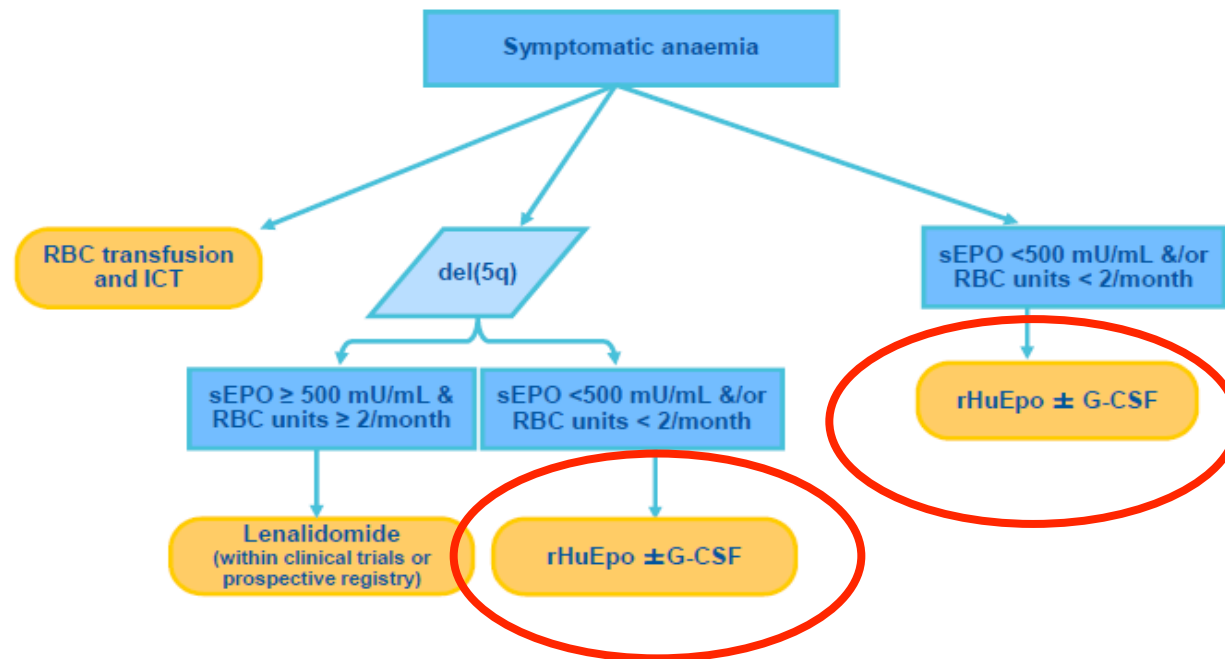 Symptomatic anaemia
RBC transfusion
and ICT
del(5q)
sEPO <500 mU/mL &/or
RBC units < 2/month
sEPO ≥ 500 mU/mL &
RBC units ≥ 2/month
sEPO <500 mU/mL &/or
RBC units < 2/month
rHuEpo ± G-CSF
Lenalidomide
(within clinical trials or
prospective registry)
rHuEpo ±G-CSF